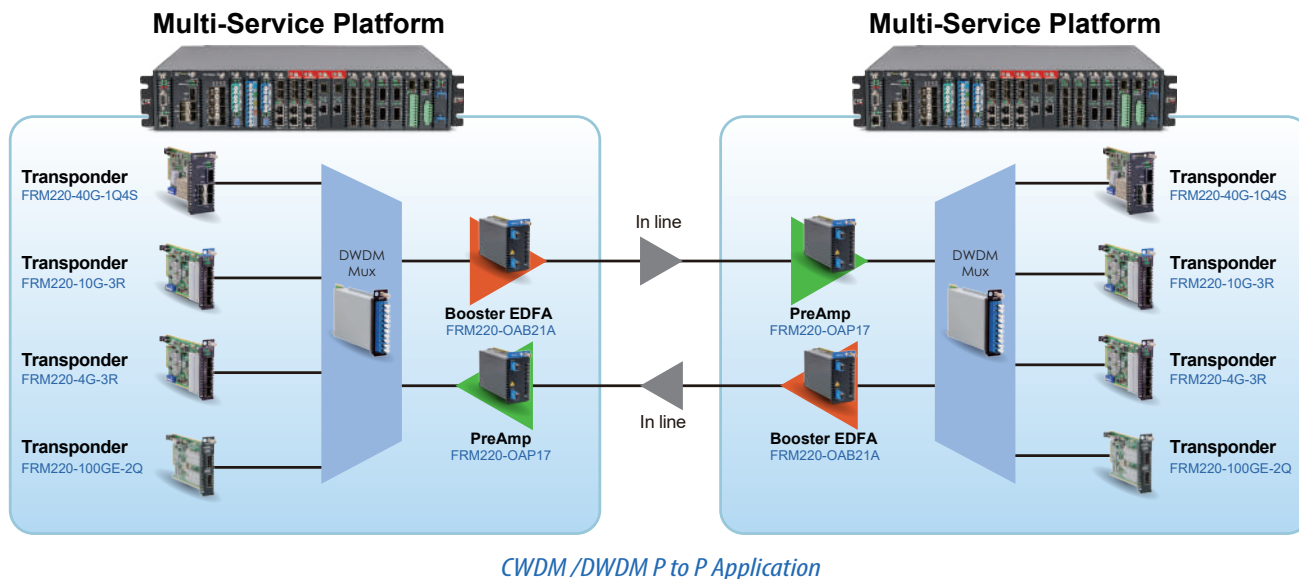 Multi-Service Platform
Multi-Service Platform
Transponder
FRM220-40G-1Q4S
Transponder
FRM220-10G-3R
Transponder
FRM220-4G-3R
Transponder
FRM220-100GE-2Q
DWDM
Mux
Booster EDFA
FRM220-OAB21A
PreAmp
FRM220-OAP17
In line
In line
PreAmp
FRM220-OAP17
Booster EDFA
FRM220-OAB21A
DWDM
Mux
Transponder
FRM220-40G-1Q4S
Transponder
FRM220-10G-3R
Transponder
FRM220-4G-3R
Transponder
FRM220-100GE-2Q
CWDM /DWDM P to P Application